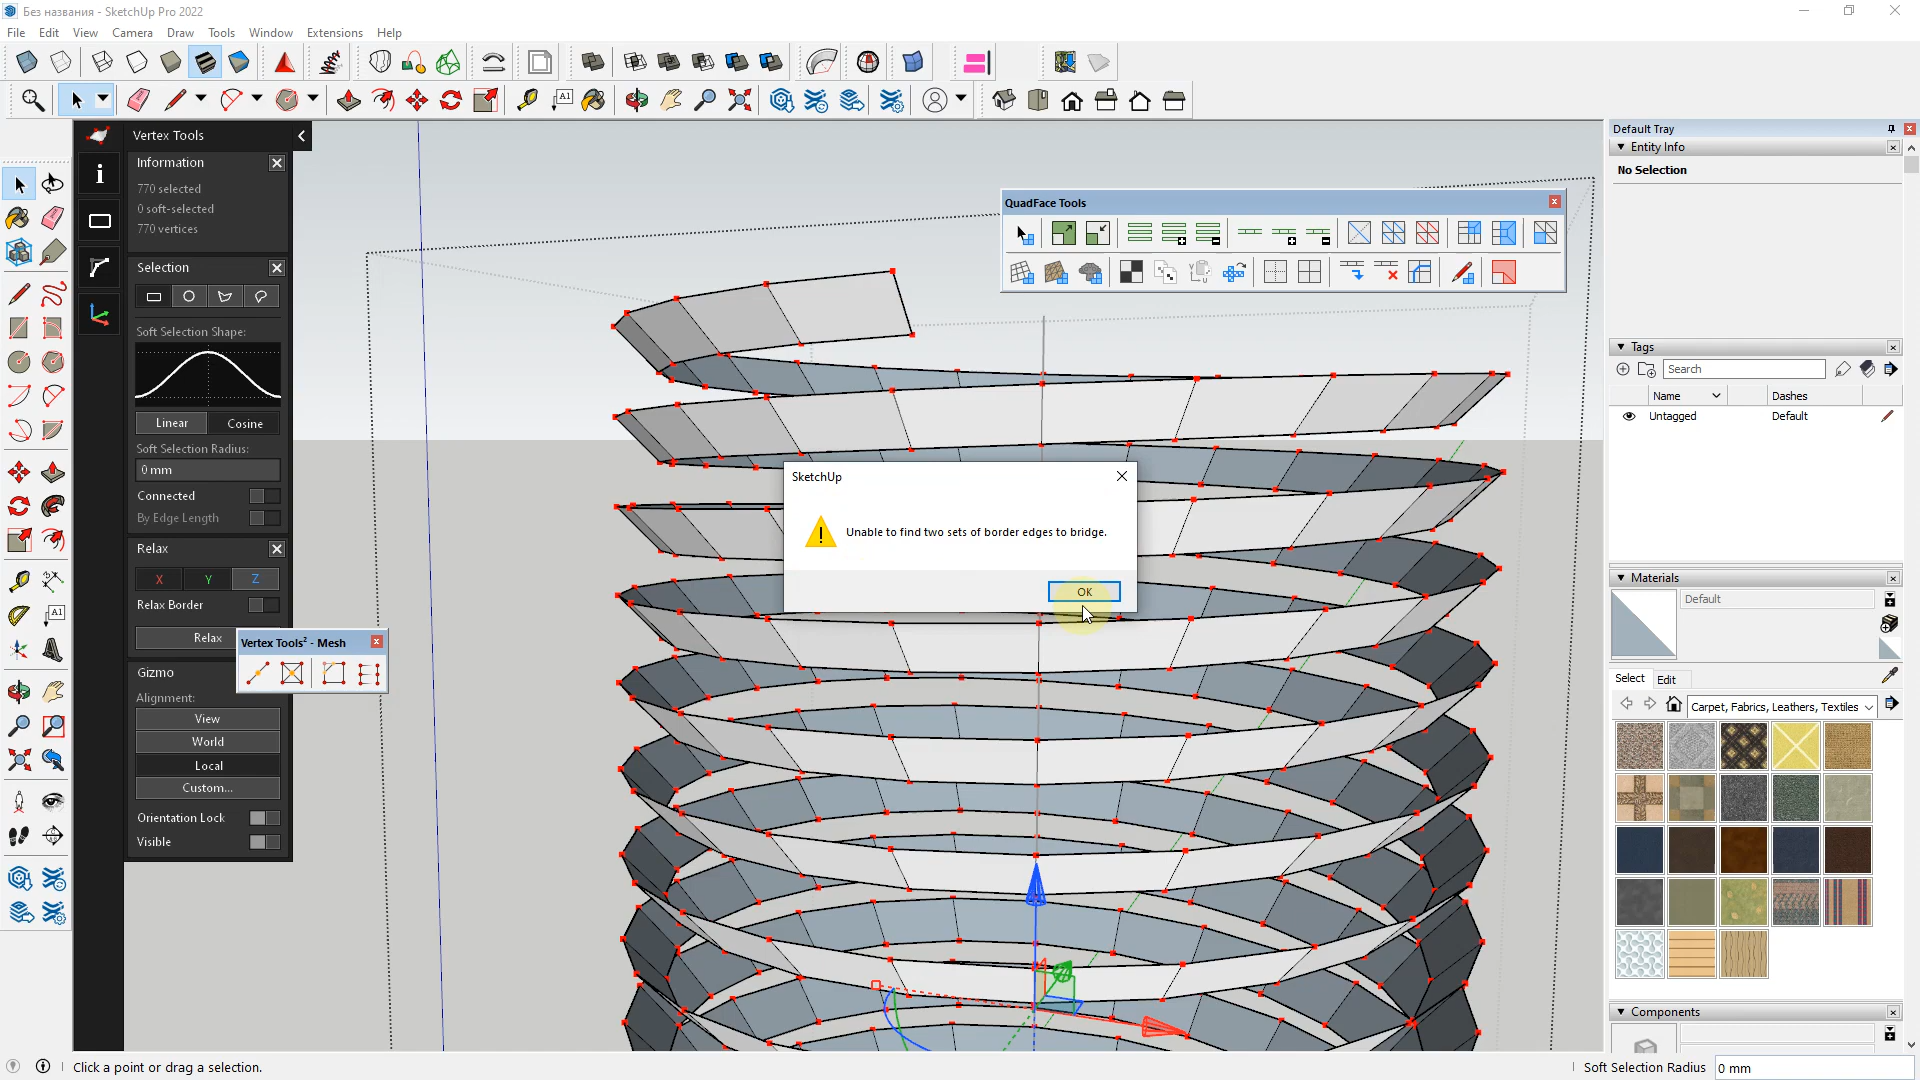 Без названия - SketchUp Pro 2022
File Edit View Camera Draw Tools Window Extensions Help
A1
Vertex Tools
Information
770 selected
0 soft-selected
770 vertices
Selection
Soft Selection Shape:
Linear Cosine
Soft Selection Radius:
0 mm
Connected
By Edge Length
Relax
X Y Z
Relax Border
Relax
Gizmo
Alignment:
View
World
Local
Custom...
Orientation Lock
Visible
A1
Vertex Tools² - Mesh
QuadFace Tools
SketchUp
Unable to find two sets of border edges to bridge.
OK
Default Tray
Entity Info
No Selection
Tags
Search
Name Dashes
Untagged Default
Materials
Default
Select Edit
Carpet, Fabrics, Leathers, Textiles
Components
Click a point or drag a selection.
Soft Selection Radius 0 mm